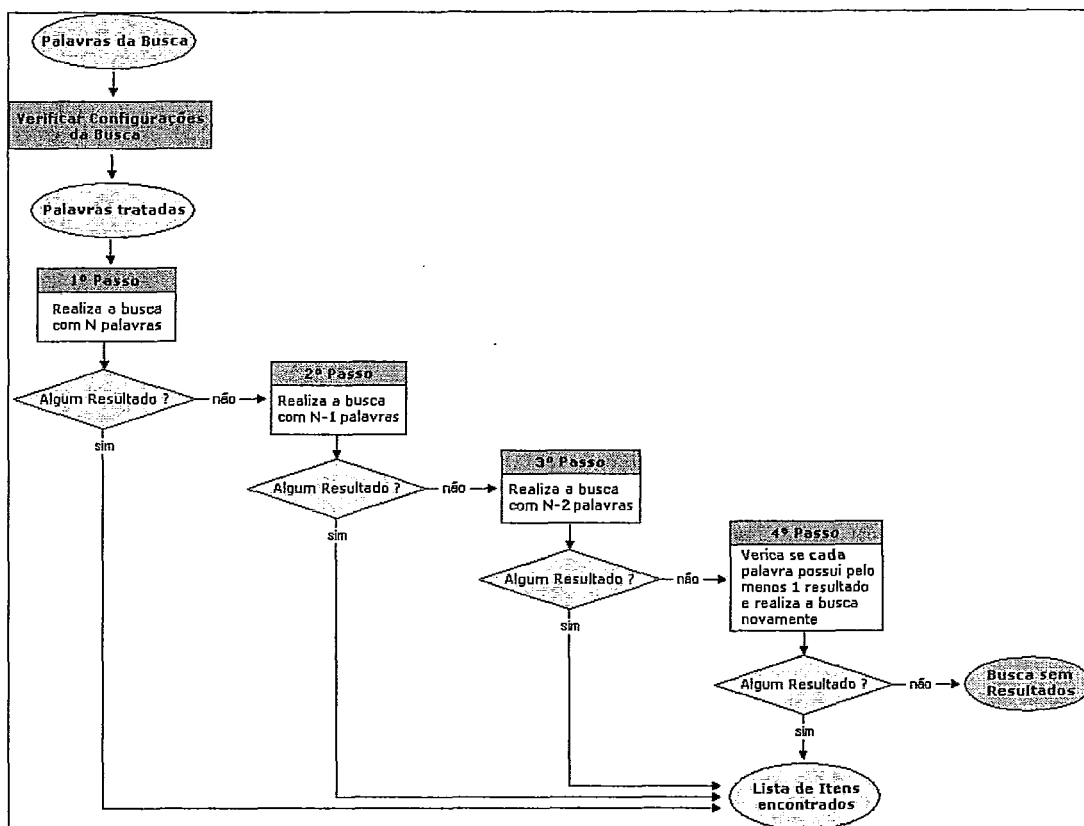 Palavras da Busca
Verificar Configurações
da Busca
Palavras tratadas
1º Passo
Realiza a busca
com N palavras
Algum Resultado ?
não
sim
2º Passo
Realiza a busca
com N-1 palavras
Algum Resultado ?
não
sim
3º Passo
Realiza a busca
com N-2 palavras
Algum Resultado ?
não
sim
4º Passo
Verica se cada
palavra possui pelo
menos 1 resultado
e realiza a busca
novamente
Algum Resultado ?
não
sim
Busca sem
Resultados
Lista de Itens
encontrados